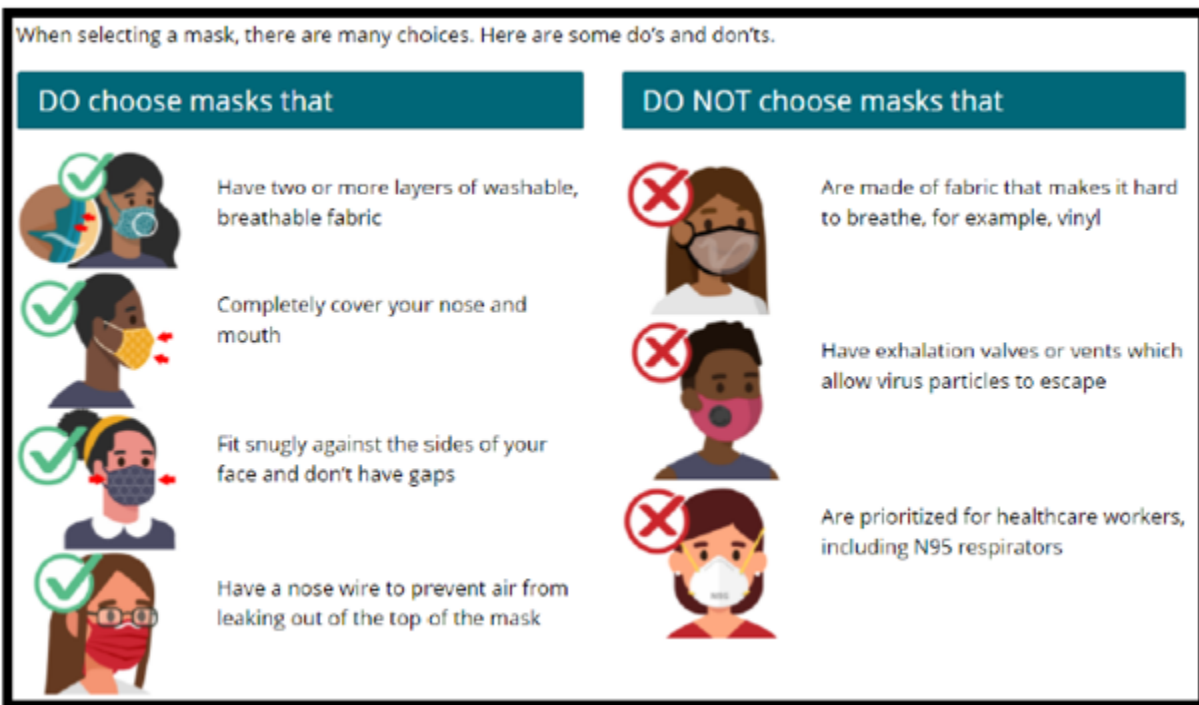 When selecting a mask, there are many choices. Here are some do's and don'ts.
DO choose masks that
Have two or more layers of washable,
breathable fabric
Completely cover your nose and
mouth
Fit snugly against the sides of your
face and don't have gaps
Have a nose wire to prevent air from
leaking out of the top of the mask
DO NOT choose masks that
Are made of fabric that makes it hard
to breathe, for example, vinyl
Have exhalation valves or vents which
allow virus particles to escape
Are prioritized for healthcare workers,
including N95 respirators
N95